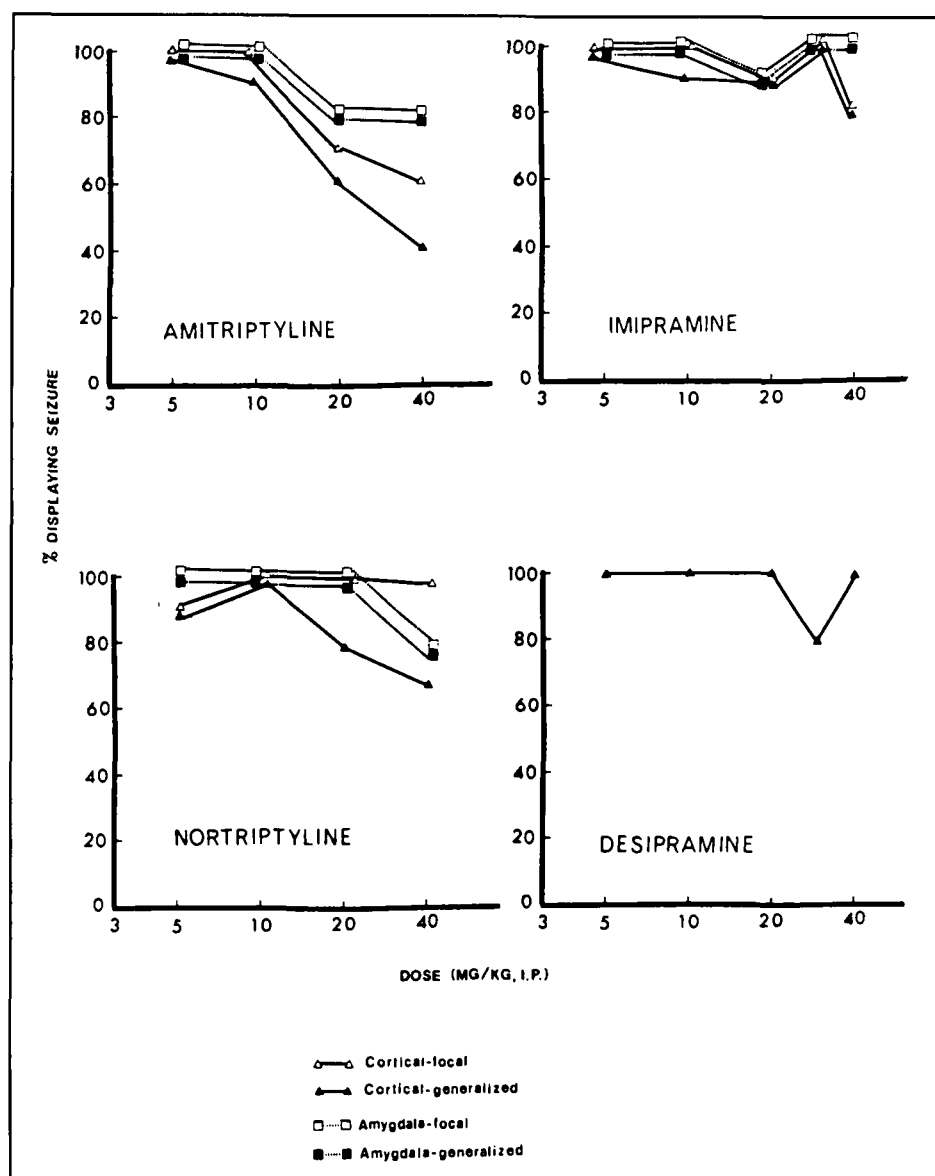 100
80
60
40
20
0
3 5 10 20 40
AMITRIPTYLINE
100
80
60
40
20
0
3 5 10 20 40
IMIPRAMINE
% DISPLAYING SEIZURE
100
80
60
40
20
0
3 5 10 20 40
NORTRIPTYLINE
100
80
60
40
20
0
3 5 10 20 40
DESIPRAMINE
DOSE (MG/KG, I.P.)
Cortical-focal
Cortical-generalized
Amygdala-focal
Amygdala-generalized